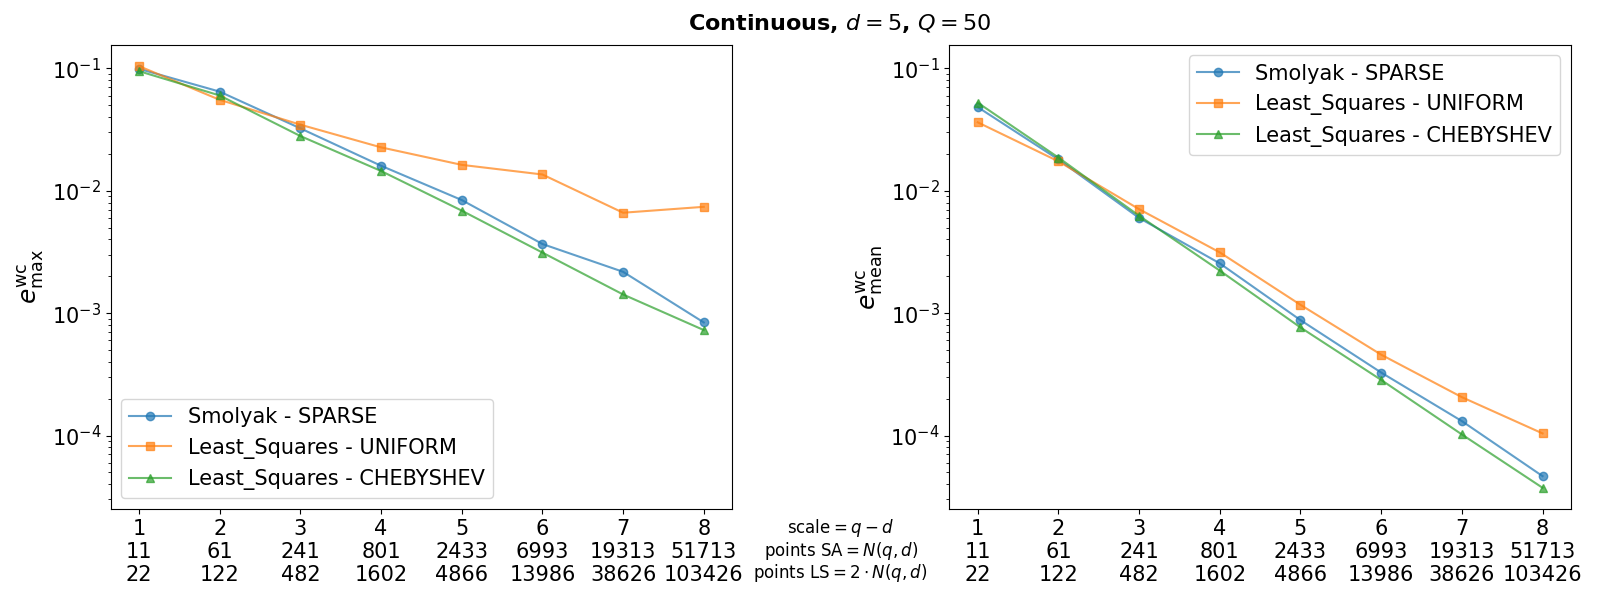 Continuous, d = 5, Q = 50
10^{-1}
10^{-2}
10^{-3}
10^{-4}
e^{wc}_{max}
Smolyak - SPARSE
Least_Squares - UNIFORM
Least_Squares - CHEBYSHEV
1 2 3 4 5 6 7 8
11 61 241 801 2433 6993 19313 51713
22 122 482 1602 4866 13986 38626 103426
scale = q − d
points SA = N(q, d)
points LS = 2 · N(q, d)
10^{-1}
10^{-2}
10^{-3}
10^{-4}
e^{wc}_{mean}
Smolyak - SPARSE
Least_Squares - UNIFORM
Least_Squares - CHEBYSHEV
1 2 3 4 5 6 7 8
11 61 241 801 2433 6993 19313 51713
22 122 482 1602 4866 13986 38626 103426